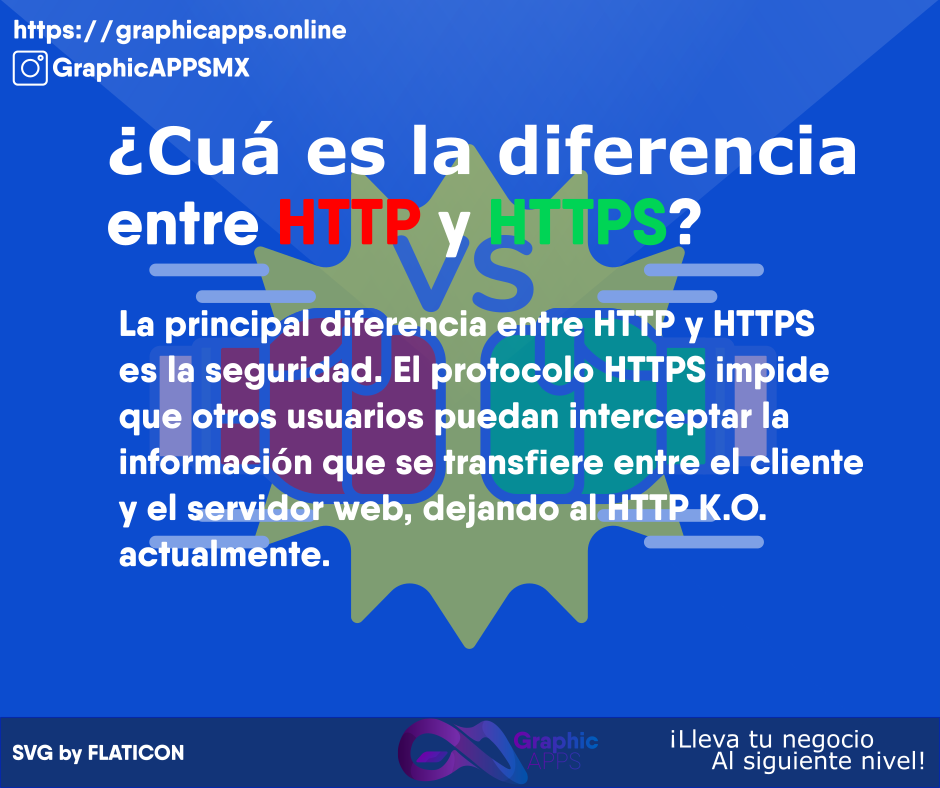 https://graphicapps.online
GraphicAPPSMX
¿Cuá es la diferencia
entre HTTP y HTTPS?
VS
La principal diferencia entre HTTP y HTTPS
es la seguridad. El protocolo HTTPS impide
que otros usuarios puedan interceptar la
información que se transfiere entre el cliente
y el servidor web, dejando al HTTP K.O.
actualmente.
SVG by FLATICON
Graphic
APPS
¡Lleva tu negocio
Al siguiente nivel!